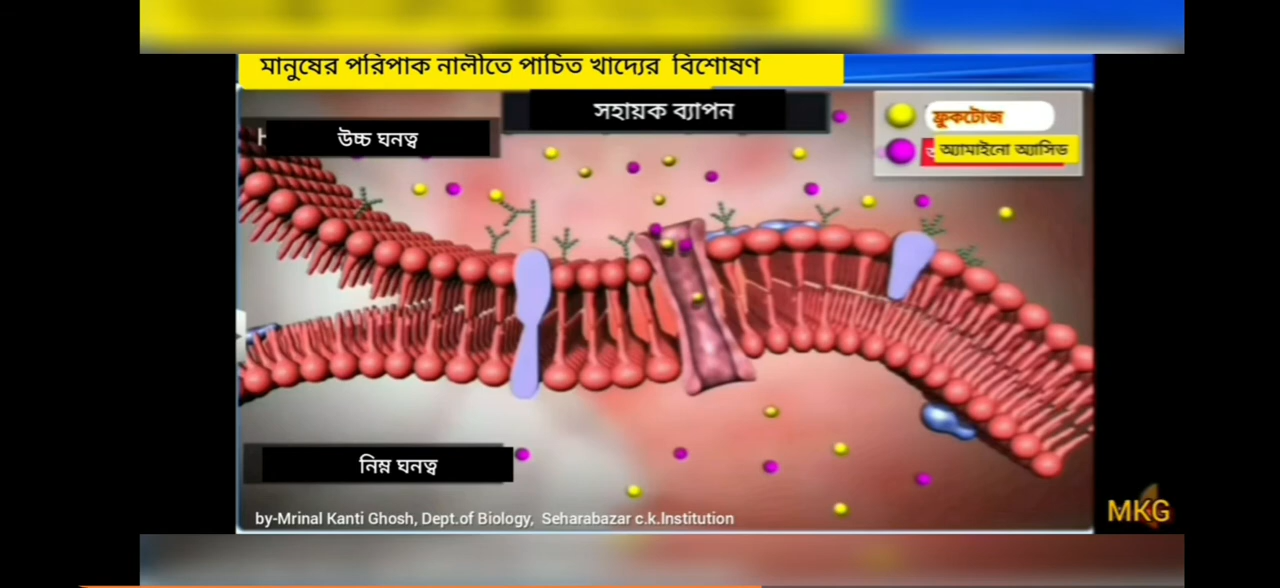 মানুষের পরিপাক নালীতে পাচিত খাদ্যের বিশোষণ
সহায়ক ব্যাপন
উচ্চ ঘনত্ব
ফ্রুকটোজ
অ্যামাইনো অ্যাসিড
নিম্ন ঘনত্ব
by-Mrinal Kanti Ghosh, Dept.of Biology, Seharabazar c.k.Institution
MKG